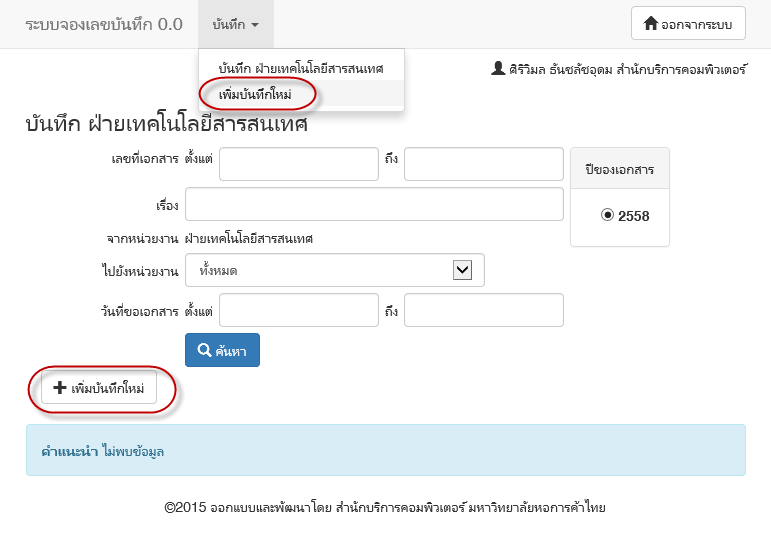 ระบบจองเลขบันทึก 0.0 บันทึก ออกจากระบบ
บันทึก ฝ่ายเทคโนโลยีสารสนเทศ
ศิริวิมล ธันชลัชอุดม สำนักบริการคอมพิวเตอร์
เพิ่มบันทึกใหม่
บันทึก ฝ่ายเทคโนโลยีสารสนเทศ
เลขที่เอกสาร ตั้งแต่ ถึง
ปีของเอกสาร
เรื่อง
2558
จากหน่วยงาน ฝ่ายเทคโนโลยีสารสนเทศ
ไปยังหน่วยงาน ทั้งหมด
วันที่ขอเอกสาร ตั้งแต่ ถึง
ค้นหา
เพิ่มบันทึกใหม่
คำแนะนำ ไม่พบข้อมูล
©2015 ออกแบบและพัฒนาโดย สำนักบริการคอมพิวเตอร์ มหาวิทยาลัยหอการค้าไทย